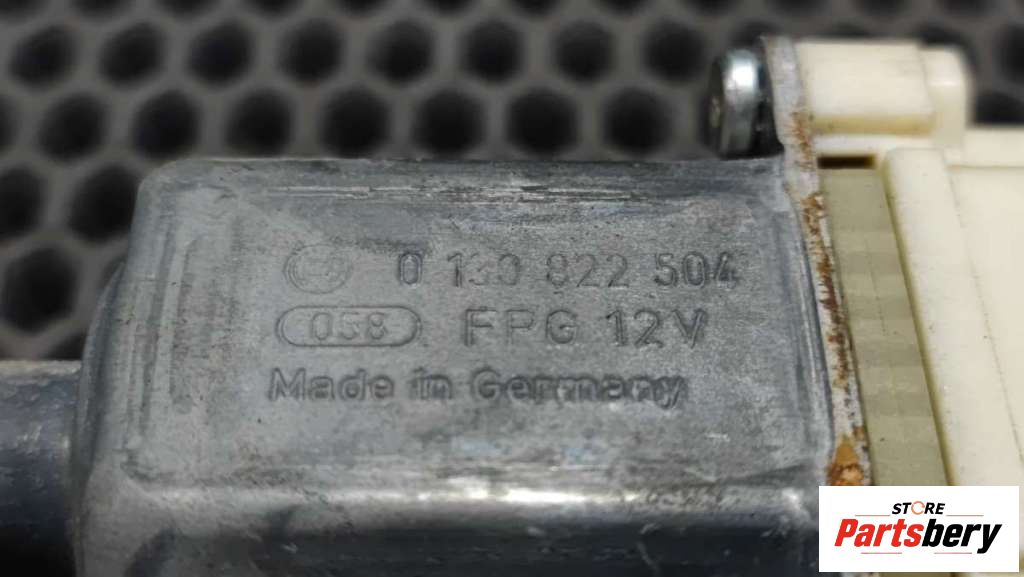 0 130 822 504
058 FPG 12V
Made in Germany
STORE
Partsbery